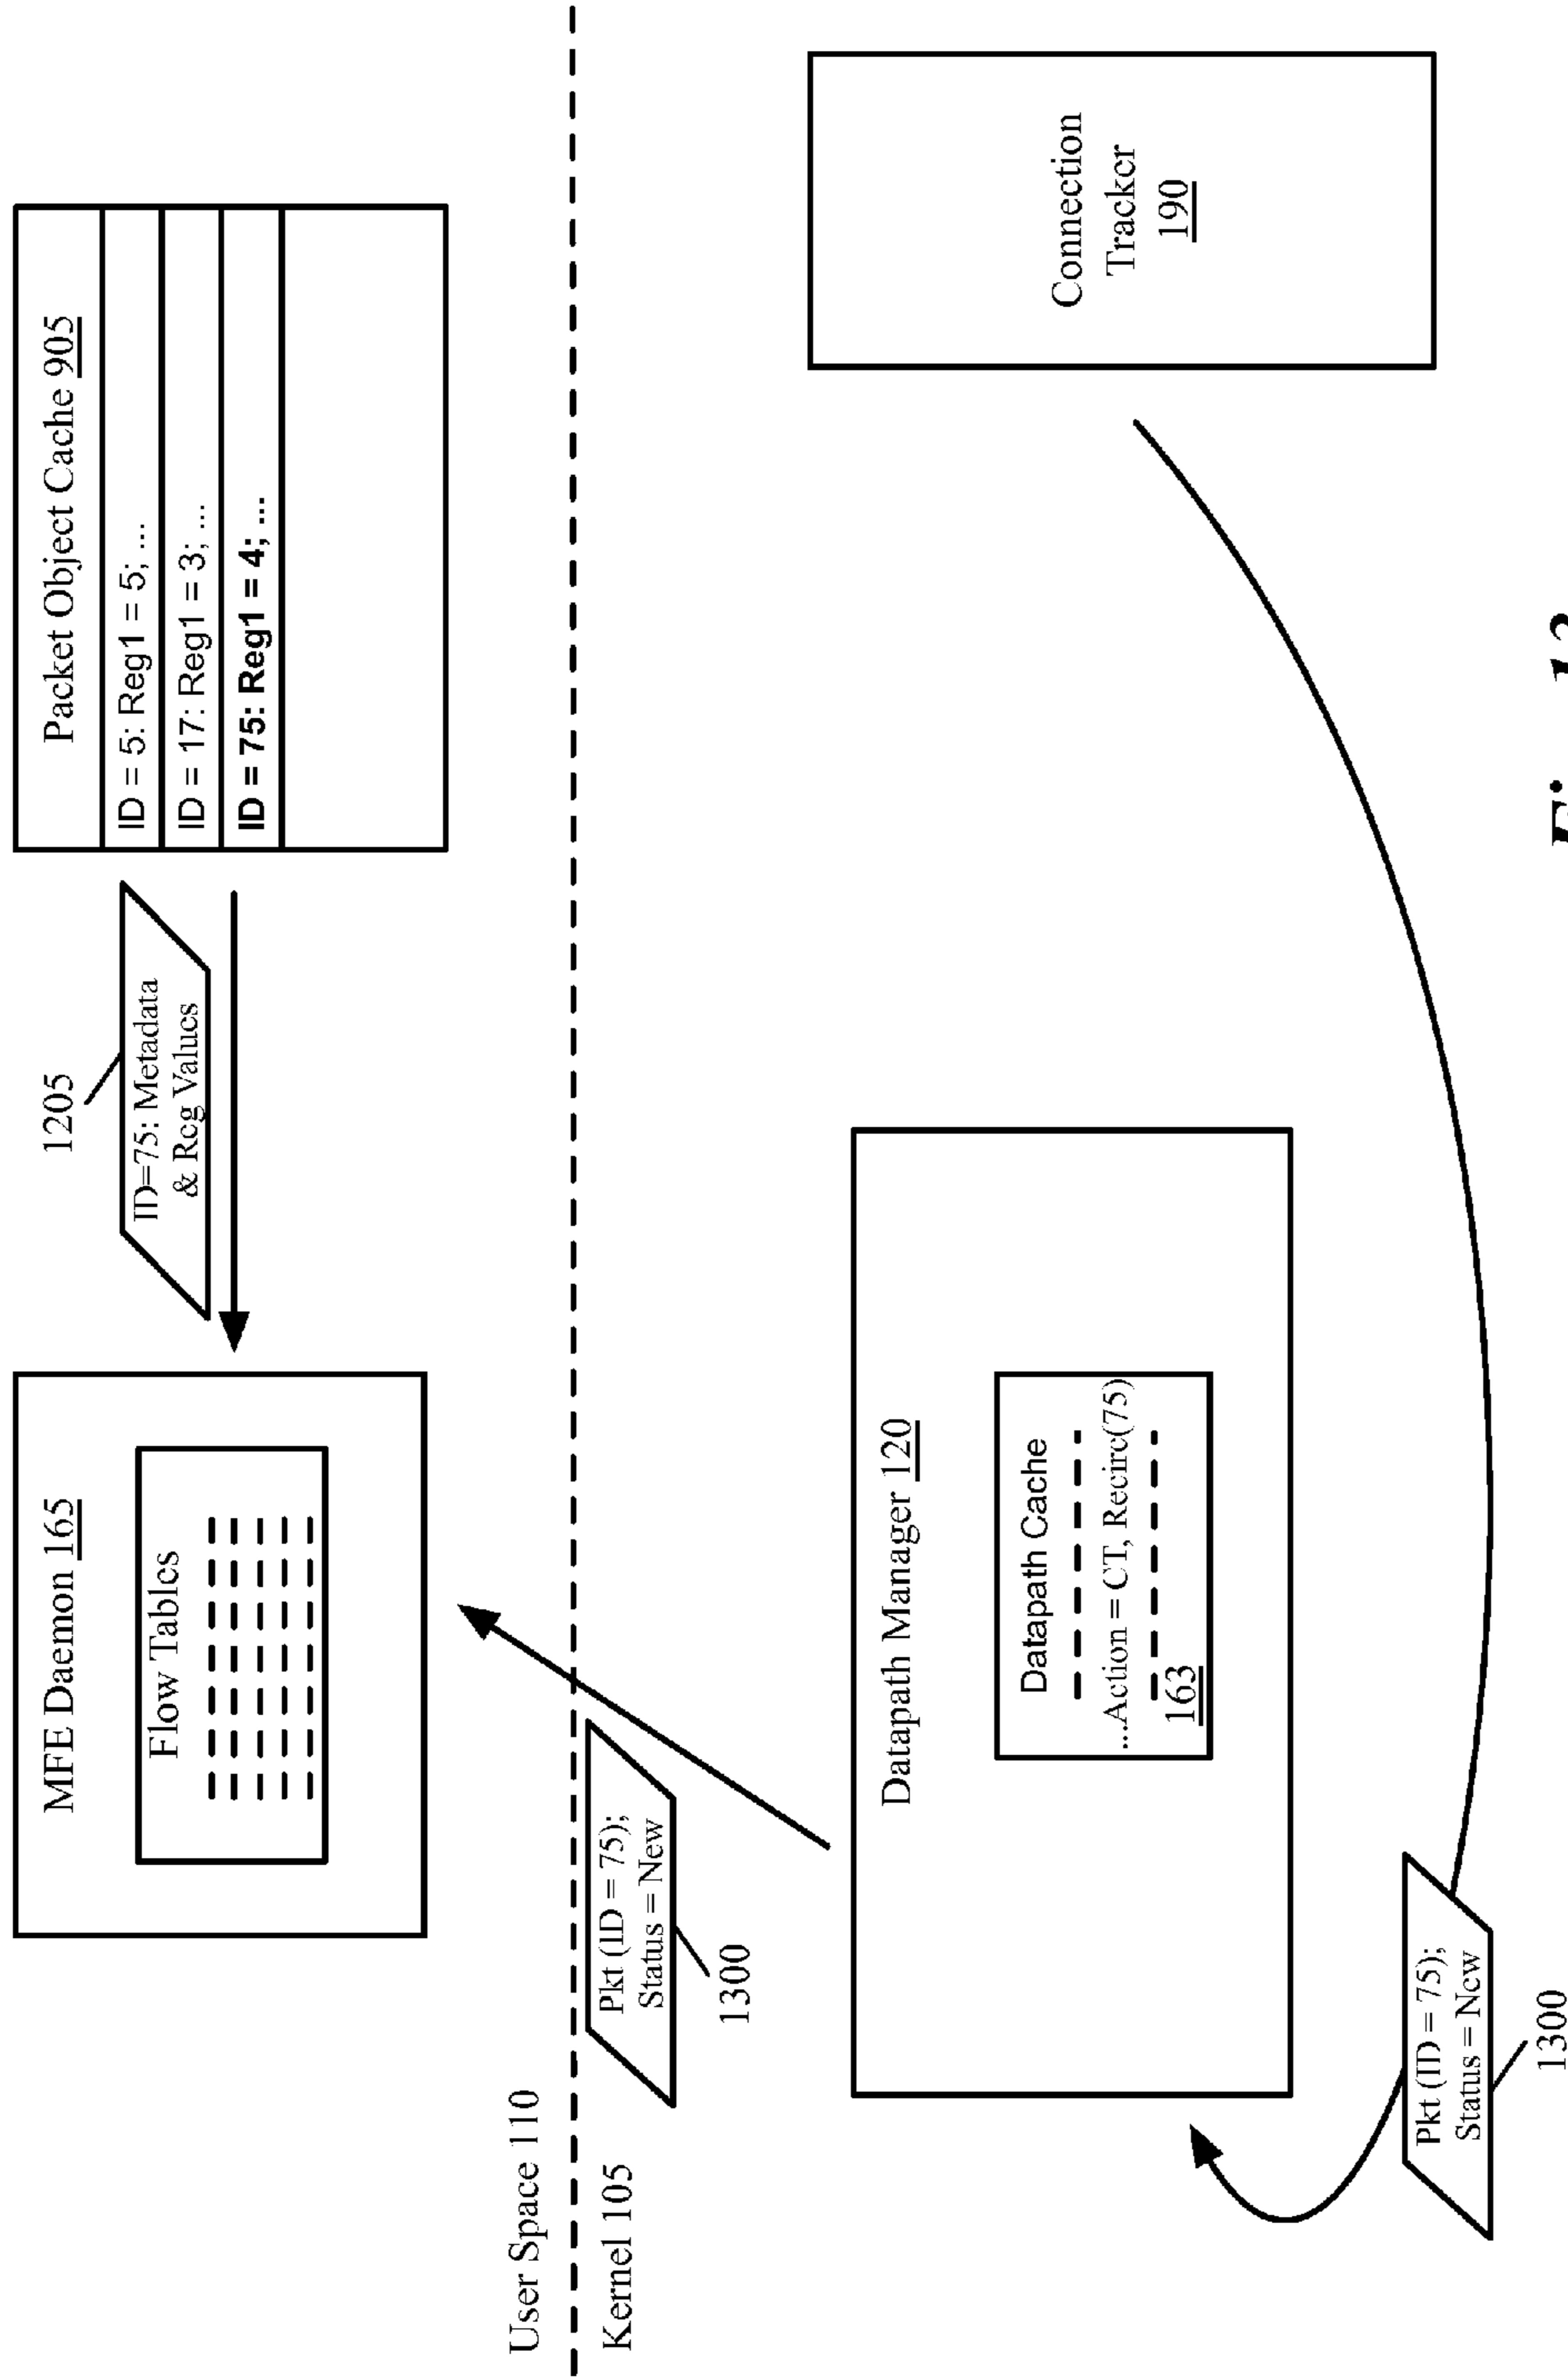 MFE Daemon 165
Flow Tables
1205
ID=75: Metadata
& Reg Values
Packet Object Cache 905
ID = 5: Reg1 = 5; ...
ID = 17: Reg1 = 3; ...
ID = 75: Reg1 = 4; ...
User Space 110
Kernel 105
Pkt (ID = 75);
Status = New
1300
Datapath Manager 120
Datapath Cache
...Action = CT, Recirc(75)
163
Connection
Tracker
190
Pkt (ID = 75);
Status = New
1300